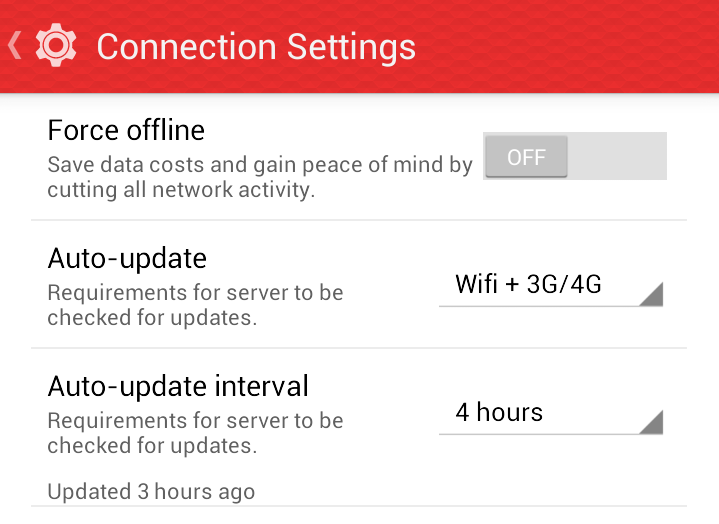 Connection Settings
Force offline
Save data costs and gain peace of mind by
cutting all network activity.
OFF
Auto-update
Requirements for server to be
checked for updates.
Wifi + 3G/4G
Auto-update interval
Requirements for server to be
checked for updates.
4 hours
Updated 3 hours ago